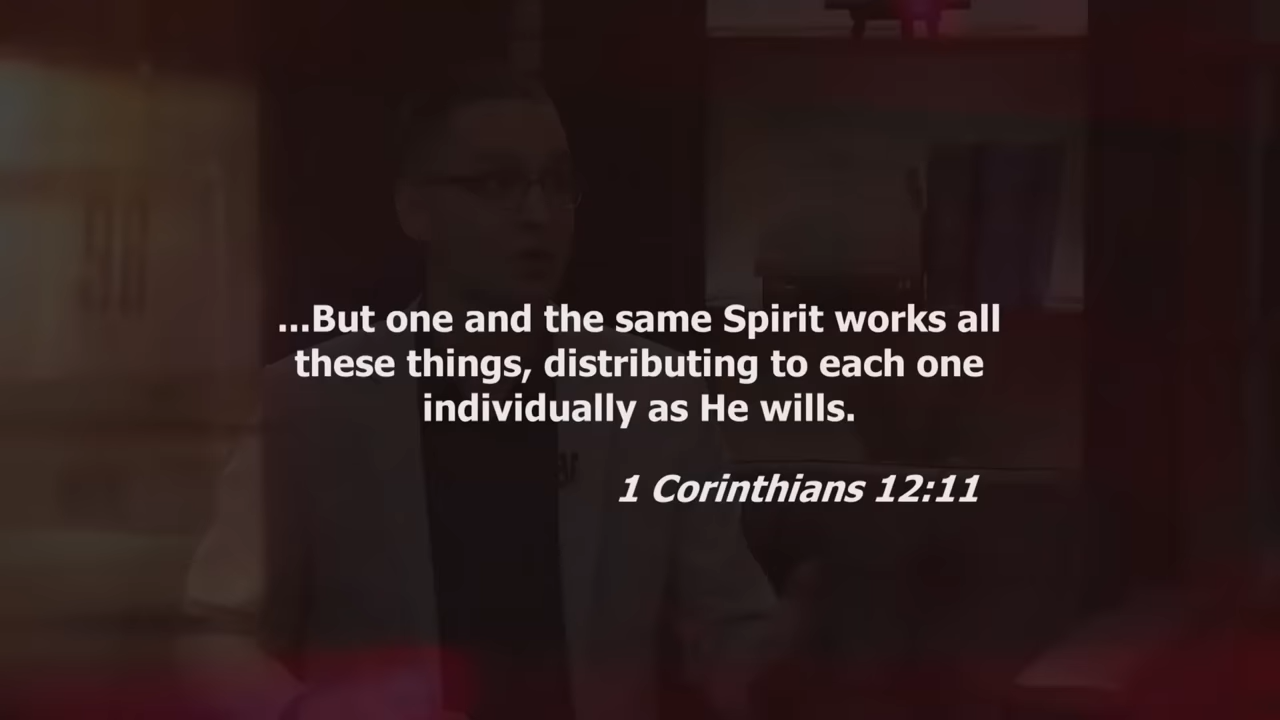 ...But one and the same Spirit works all
these things, distributing to each one
individually as He wills.
1 Corinthians 12:11